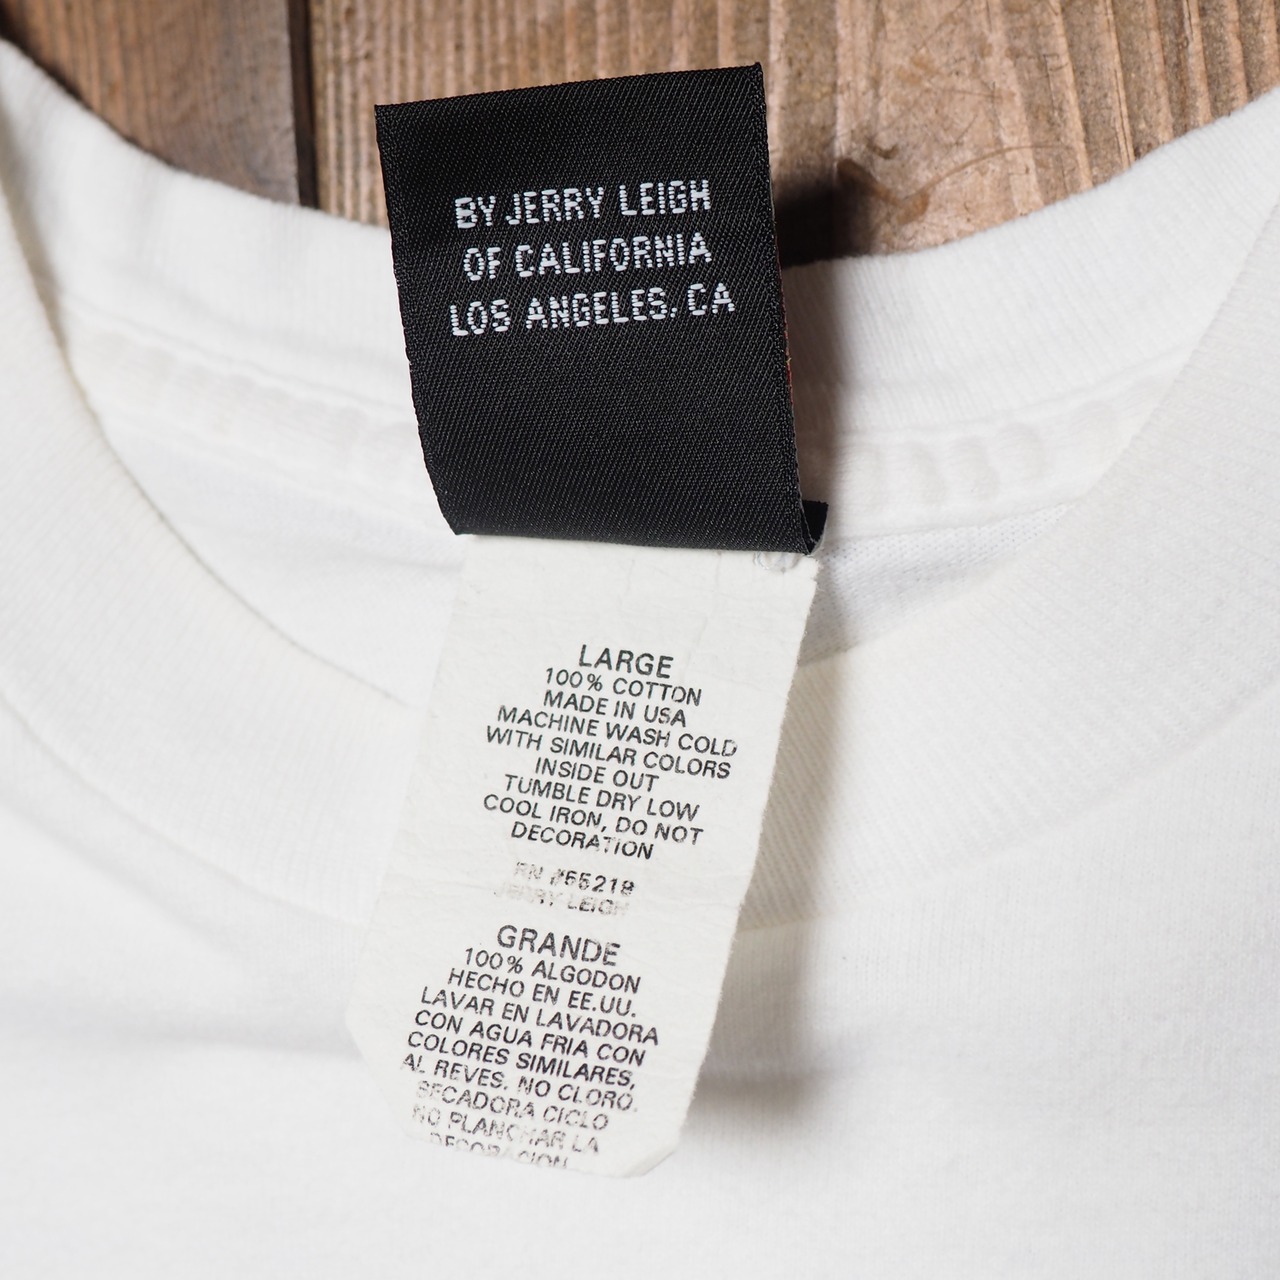 BY JERRY LEIGH
OF CALIFORNIA
LOS ANGELES, CA
LARGE
100% COTTON
MADE IN USA
MACHINE WASH COLD
WITH SIMILAR COLORS
INSIDE OUT
TUMBLE DRY LOW
COOL IRON, DO NOT
DECORATION
RN #65219
JERRY LEIGH
GRANDE
100% ALGODON
HECHO EN EE.UU.
LAVAR EN LAVADORA
CON AGUA FRIA CON
COLORES SIMILARES,
AL REVES. NO CLORO.
SECADORA CICLO
NO PLANCHAR LA
DECORACION